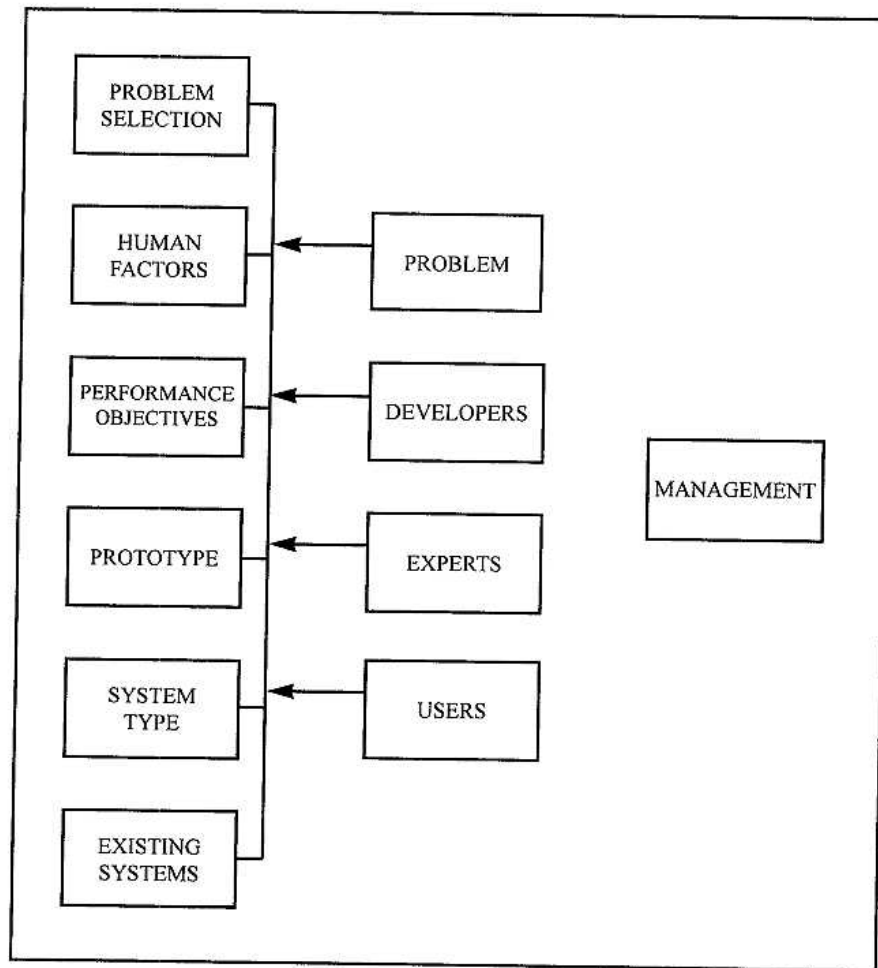 PROBLEM
SELECTION
HUMAN
FACTORS
PROBLEM
PERFORMANCE
OBJECTIVES
DEVELOPERS
MANAGEMENT
PROTOTYPE
EXPERTS
SYSTEM
TYPE
USERS
EXISTING
SYSTEMS